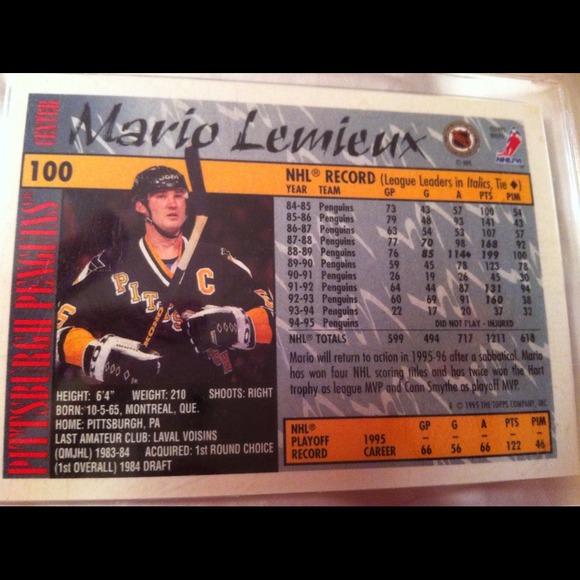 CENTER
Mario Lemieux
100
PITTSBURGH PENGUINS
NHL
© NHL
NHLPA
NHL® RECORD (League Leaders in Italics, Tie ♦)
YEAR TEAM GP G A PTS PIM
84-85 Penguins 73 43 57 100 54
85-86 Penguins 79 48 93 141 43
86-87 Penguins 63 54 53 107 57
87-88 Penguins 77 70 98 168 92
88-89 Penguins 76 85 114♦ 199 100
89-90 Penguins 59 45 78 123 78
90-91 Penguins 26 19 26 45 30
91-92 Penguins 64 44 87 131 94
92-93 Penguins 60 69 91 160 38
93-94 Penguins 22 17 20 37 32
94-95 Penguins DID NOT PLAY - INJURED
NHL® TOTALS 599 494 717 1211 618
Mario will return to action in 1995-96 after a sabbatical. Mario
has won four NHL scoring titles and has twice won the Hart
trophy as league MVP and Conn Smythe as playoff MVP.
© 1995 THE TOPPS COMPANY, INC.
C
PITTS
KOHO
HEIGHT: 6'4" WEIGHT: 210 SHOOTS: RIGHT
BORN: 10-5-65, MONTREAL, QUE.
HOME: PITTSBURGH, PA
LAST AMATEUR CLUB: LAVAL VOISINS
(QMJHL) 1983-84 ACQUIRED: 1ST ROUND CHOICE
(1ST OVERALL) 1984 DRAFT
NHL® GP G A PTS PIM
PLAYOFF 1995 – – – – –
RECORD CAREER 66 56 66 122 46